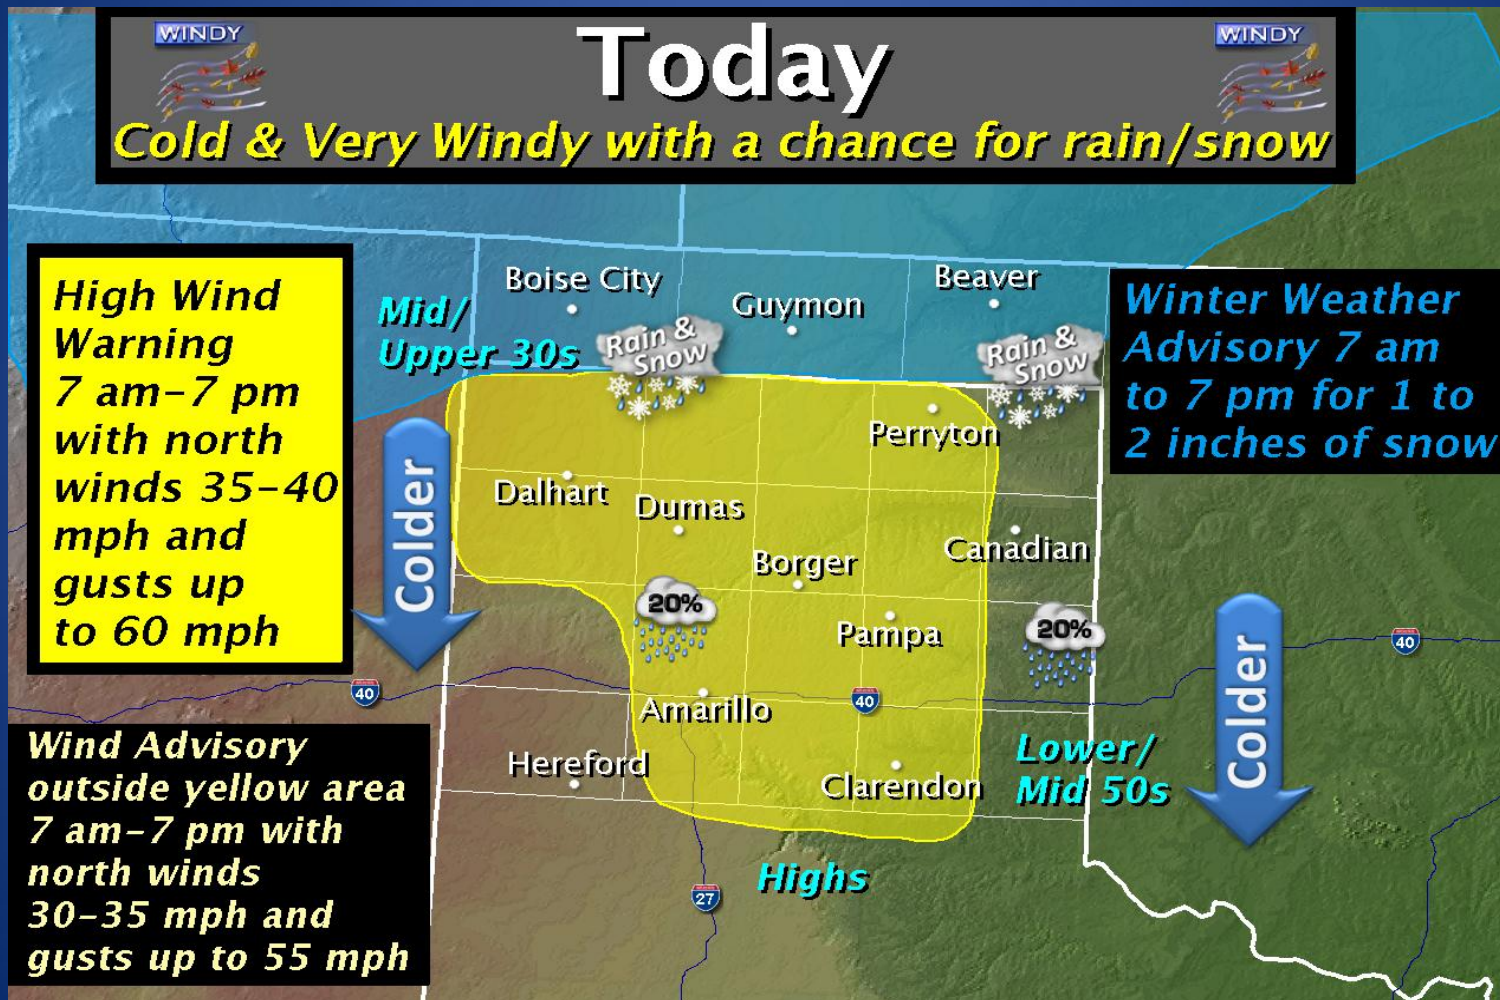 WINDY
Today
WINDY
Cold & Very Windy with a chance for rain/snow
High Wind
Warning
7 am-7 pm
with north
winds 35-40
mph and
gusts up
to 60 mph
Mid/
Upper 30s
Boise City
Guymon
Beaver
Rain &
Snow
Rain &
Snow
Winter Weather
Advisory 7 am
to 7 pm for 1 to
2 inches of snow
Colder
Perryton
Dalhart
Dumas
Borger
Canadian
20%
Pampa
20%
40
40
40
Amarillo
Hereford
Clarendon
Lower/
Mid 50s
Colder
Highs
27
Wind Advisory
outside yellow area
7 am-7 pm with
north winds
30-35 mph and
gusts up to 55 mph